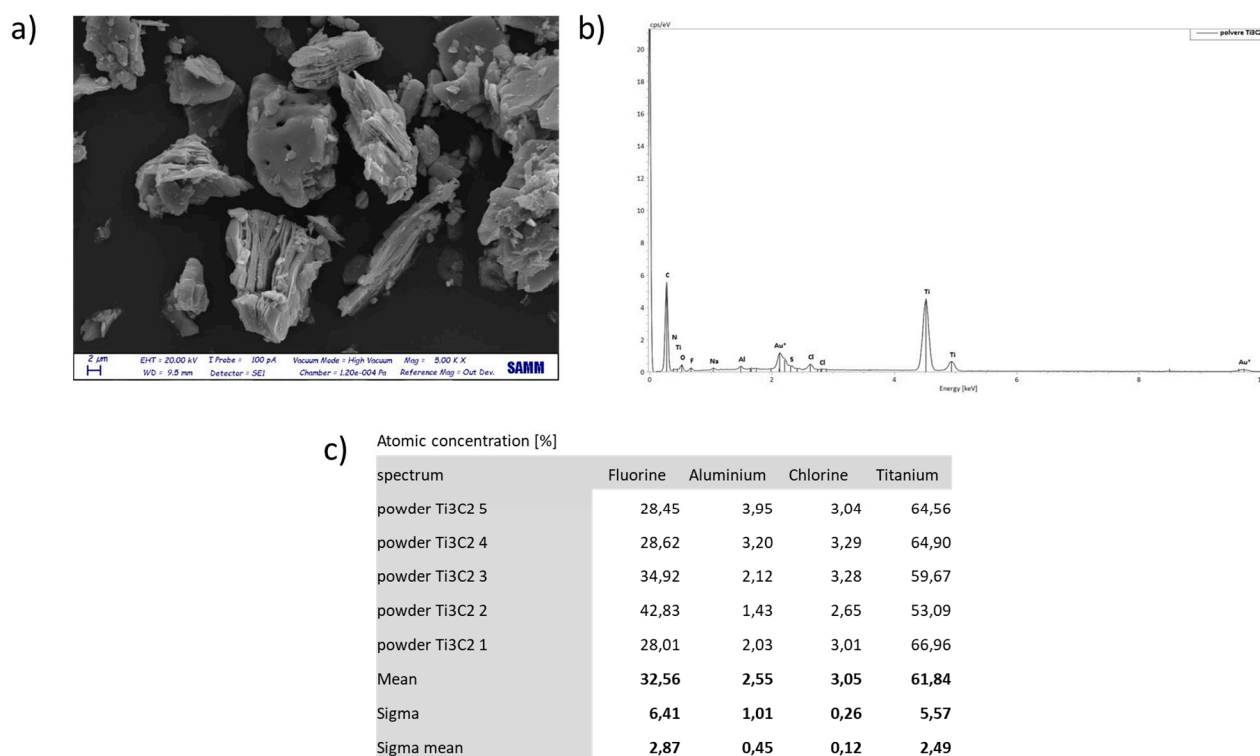 a)
2 μm
EHT = 20.00 kV I Probe = 100 pA Vacuum Mode = High Vacuum Mag = 5.00 K X
WD = 9.5 mm Detector = SE1 Chamber = 1.20e-004 Pa Reference Mag = Out Dev.
SAMM
b)
cps/eV
polvere Ti3C2
20
18
16
14
12
10
8
6
4
2
0
C
N
Ti
O
F
Na
Al
Au*
S
Cl
Cl
Ti
Ti
Au*
0 2 4 6 8 1
Energy [keV]
c)
Atomic concentration [%]
spectrum Fluorine Aluminium Chlorine Titanium
powder Ti3C2 5 28,45 3,95 3,04 64,56
powder Ti3C2 4 28,62 3,20 3,29 64,90
powder Ti3C2 3 34,92 2,12 3,28 59,67
powder Ti3C2 2 42,83 1,43 2,65 53,09
powder Ti3C2 1 28,01 2,03 3,01 66,96
Mean 32,56 2,55 3,05 61,84
Sigma 6,41 1,01 0,26 5,57
Sigma mean 2,87 0,45 0,12 2,49